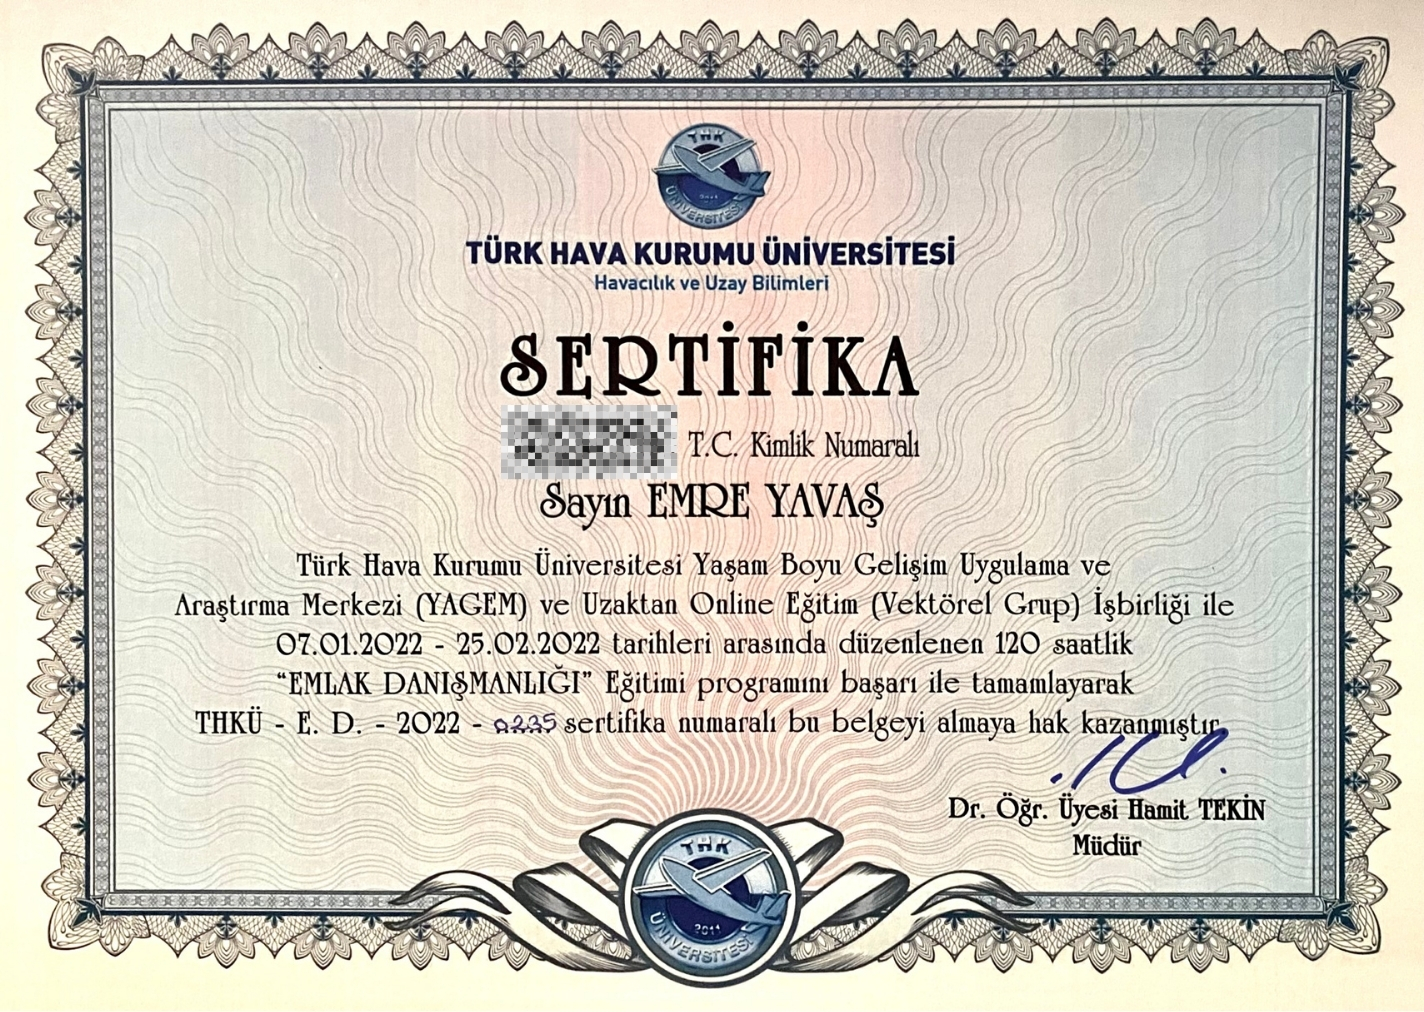 THK
ÜNİVERSİTESİ
TÜRK HAVA KURUMU ÜNİVERSİTESİ
Havacılık ve Uzay Bilimleri
SERTİFİKA
T.C. Kimlik Numaralı
Sayın EMRE YAVAŞ
Türk Hava Kurumu Üniversitesi Yaşam Boyu Gelişim Uygulama ve
Araştırma Merkezi (YAGEM) ve Uzaktan Online Eğitim (Vektörel Grup) İşbirliği ile
07.01.2022 - 25.02.2022 tarihleri arasında düzenlenen 120 saatlik
“EMLAK DANIŞMANLIĞI” Eğitimi programını başarı ile tamamlayarak
THKÜ - E. D. - 2022 - 0235 sertifika numaralı bu belgeyi almaya hak kazanmıştır.
Dr. Öğr. Üyesi Hamit TEKİN
Müdür
THK
2011
ÜNİVERSİTESİ